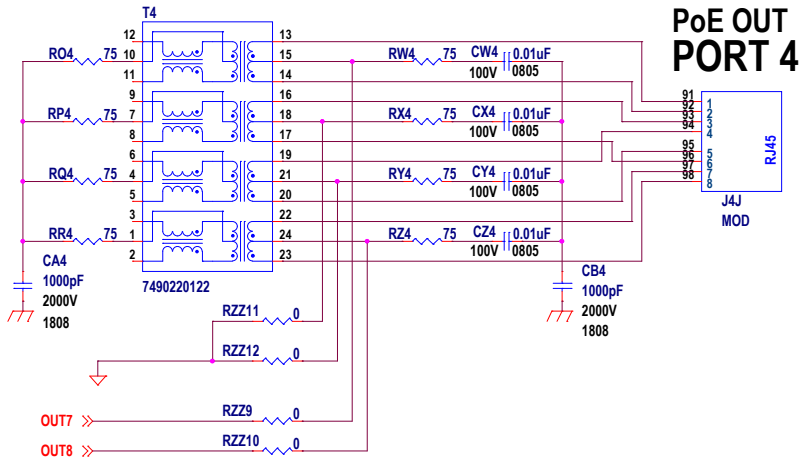 T4
PoE OUT
PORT 4
12 13
RO4 75 10 15 RW4 75 CW4 0.01uF
11 14 100V 0805
9 16
RP4 75 7 18 RX4 75 CX4 0.01uF
8 17 100V 0805
6 19
RQ4 75 4 21 RY4 75 CY4 0.01uF
5 20 100V 0805
3 22
RR4 75 1 24 RZ4 75 CZ4 0.01uF
2 23 100V 0805
91 1
92 2
93 3
94 4
95 5
96 6
97 7
98 8
RJ45
J4J
MOD
CA4
1000pF
2000V
1808
7490220122
CB4
1000pF
2000V
1808
RZZ11 0
RZZ12 0
OUT7 RZZ9 0
OUT8 RZZ10 0